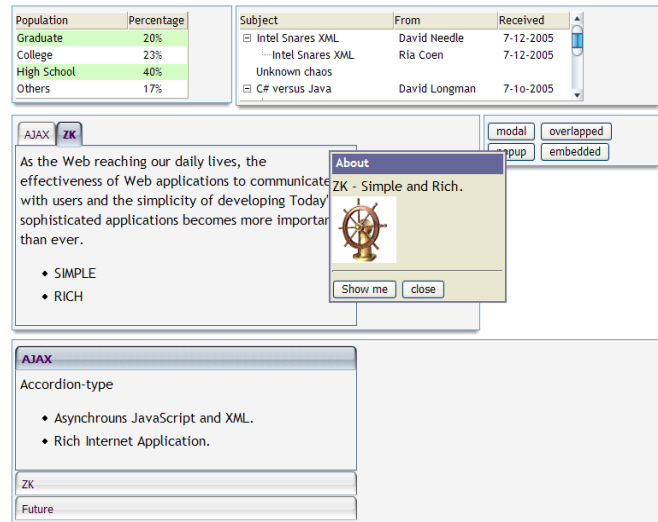 Population Percentage
Graduate 20%
College 23%
High School 40%
Others 17%
Subject From Received
Intel Snares XML David Needle 7-12-2005
Intel Snares XML Ria Coen 7-12-2005
Unknown chaos
C# versus Java David Longman 7-1o-2005
AJAX ZK
As the Web reaching our daily lives, the
effectiveness of Web applications to communicate
with users and the simplicity of developing Today'
sophisticated applications becomes more importan
than ever.
• SIMPLE
• RICH
modal overlapped
popup embedded
About
ZK - Simple and Rich.
Show me close
AJAX
Accordion-type
• Asynchrouns JavaScript and XML.
• Rich Internet Application.
ZK
Future